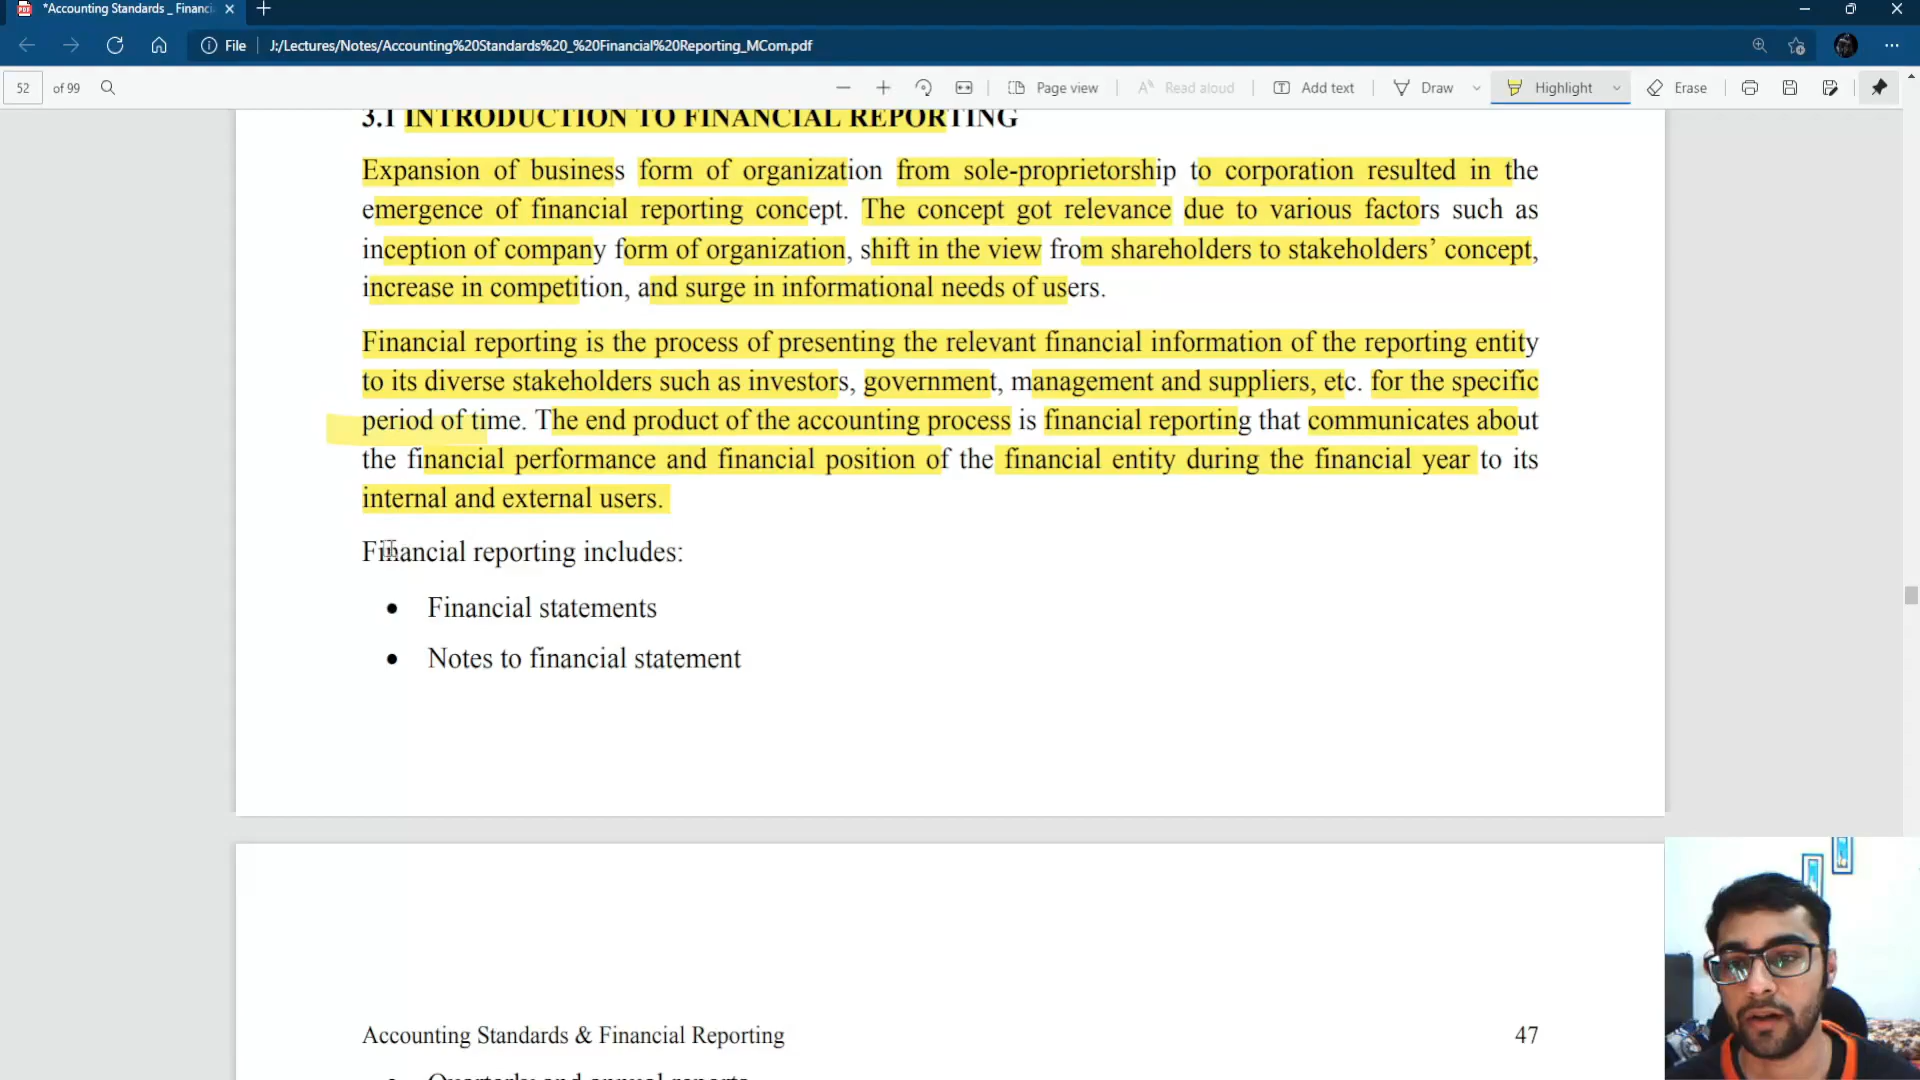 *Accounting Standards _ Financi
File
J:/Lectures/Notes/Accounting%20Standards%20_%20Financial%20Reporting_MCom.pdf
52 of 99
Page view
Read aloud
Add text
Draw
Highlight
Erase
3.1 INTRODUCTION TO FINANCIAL REPORTING
Expansion of business form of organization from sole-proprietorship to corporation resulted in the
emergence of financial reporting concept. The concept got relevance due to various factors such as
inception of company form of organization, shift in the view from shareholders to stakeholders’ concept,
increase in competition, and surge in informational needs of users.
Financial reporting is the process of presenting the relevant financial information of the reporting entity
to its diverse stakeholders such as investors, government, management and suppliers, etc. for the specific
period of time. The end product of the accounting process is financial reporting that communicates about
the financial performance and financial position of the financial entity during the financial year to its
internal and external users.
Financial reporting includes:
• Financial statements
• Notes to financial statement
Accounting Standards & Financial Reporting 47
• Quarterly and annual reports